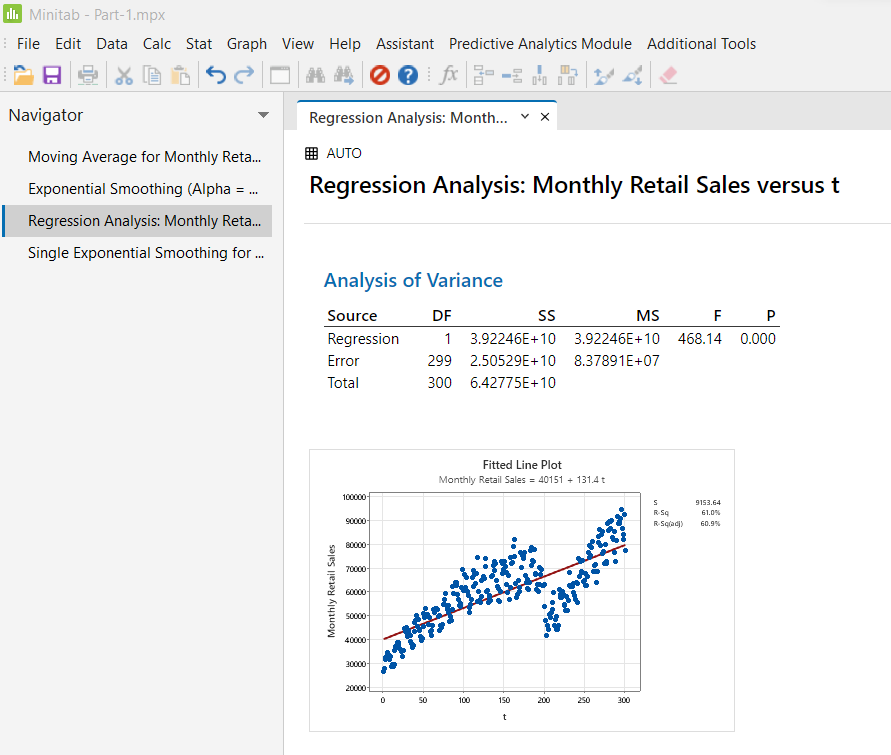 Minitab - Part-1.mpx
File Edit Data Calc Stat Graph View Help Assistant Predictive Analytics Module Additional Tools
Navigator
Moving Average for Monthly Reta...
Exponential Smoothing (Alpha = ...
Regression Analysis: Monthly Reta...
Single Exponential Smoothing for ...
Regression Analysis: Month...
AUTO
Regression Analysis: Monthly Retail Sales versus t
Analysis of Variance
Source DF SS MS F P
Regression 1 3.92246E+10 3.92246E+10 468.14 0.000
Error 299 2.50529E+10 8.37891E+07
Total 300 6.42775E+10
Fitted Line Plot
Monthly Retail Sales = 40151 + 131.4 t
S 9153.64
R-Sq 61.0%
R-Sq(adj) 60.9%
Monthly Retail Sales
100000
90000
80000
70000
60000
50000
40000
30000
20000
0 50 100 150 200 250 300
t